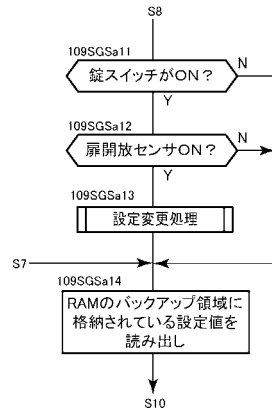 S8
109SGSa11
錠スイッチがON？
N
Y
109SGSa12
扉開放センサON？
N
Y
109SGSa13
設定変更処理
S7
109SGSa14
RAMのバックアップ領域に
格納されている設定値を
読み出し
S10